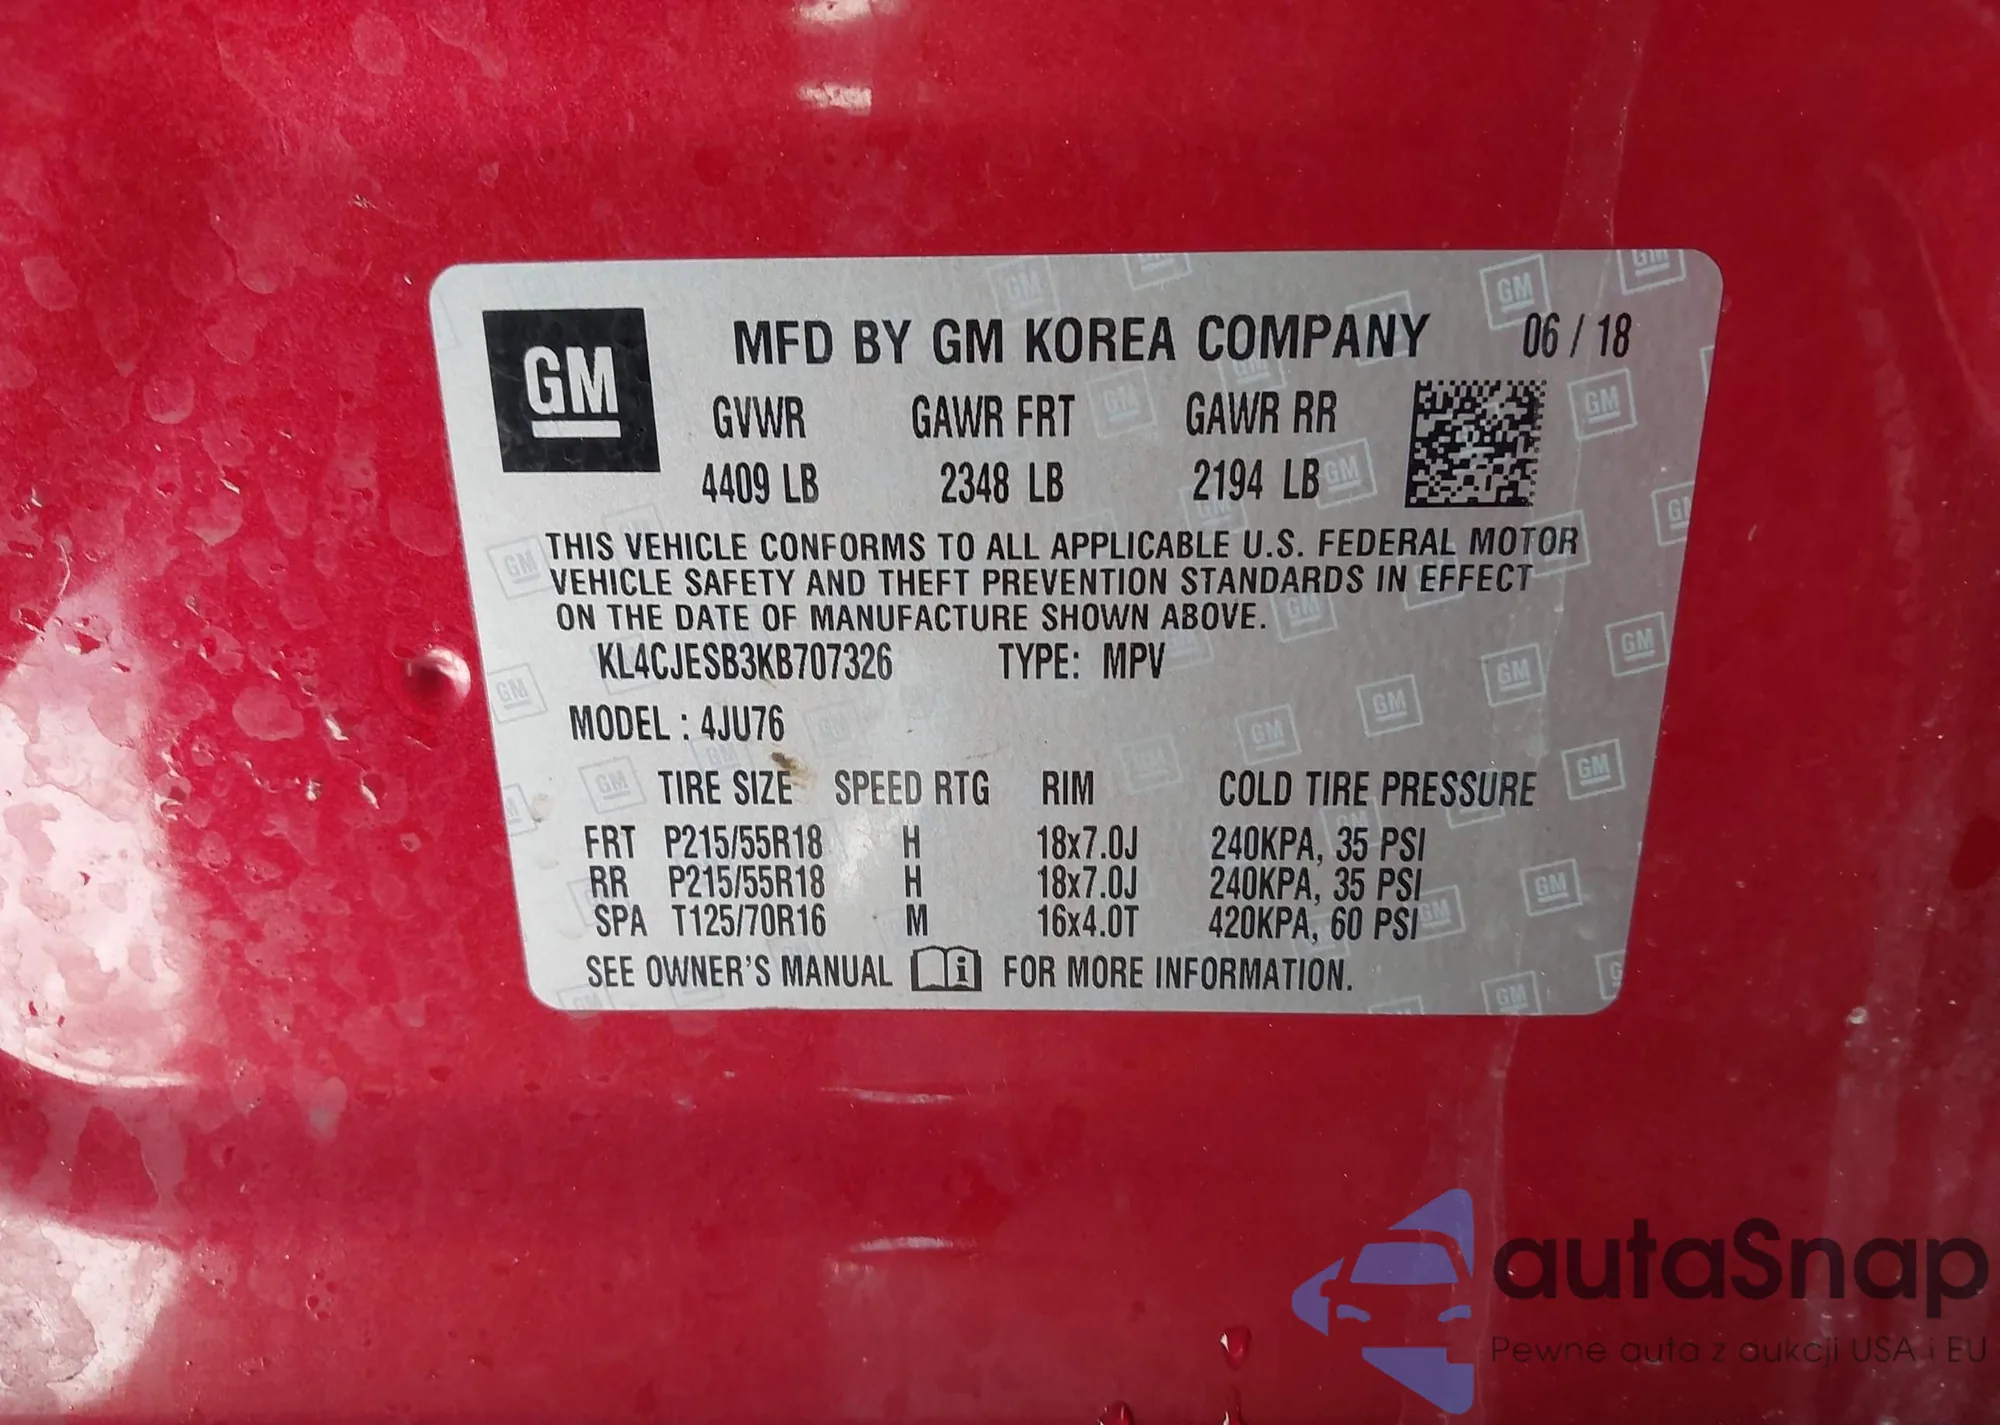 GM
MFD BY GM KOREA COMPANY 06 / 18
GVWR GAWR FRT GAWR RR
4409 LB 2348 LB 2194 LB
THIS VEHICLE CONFORMS TO ALL APPLICABLE U.S. FEDERAL MOTOR
VEHICLE SAFETY AND THEFT PREVENTION STANDARDS IN EFFECT
ON THE DATE OF MANUFACTURE SHOWN ABOVE.
KL4CJESB3KB707326 TYPE: MPV
MODEL : 4JU76
TIRE SIZE SPEED RTG RIM COLD TIRE PRESSURE
FRT P215/55R18 H 18x7.0J 240KPA, 35 PSI
RR P215/55R18 H 18x7.0J 240KPA, 35 PSI
SPA T125/70R16 M 16x4.0T 420KPA, 60 PSI
SEE OWNER'S MANUAL i FOR MORE INFORMATION.
autaSnap
Pewne auta z aukcji USA i EU